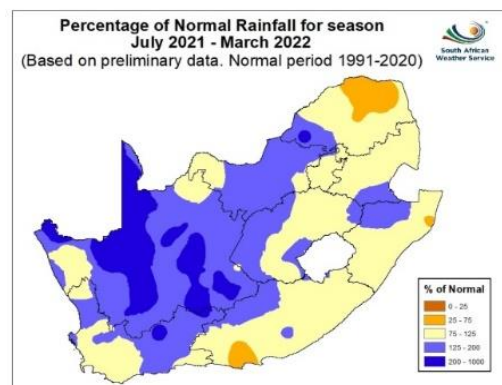 Percentage of Normal Rainfall for season
July 2021 - March 2022
(Based on preliminary data. Normal period 1991-2020)
South African
Weather Service
% of Normal
0 - 25
25 - 75
75 - 125
125 - 200
200 - 1000